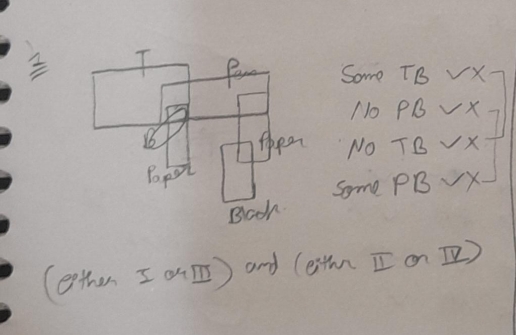 1
T
Pen
Some TB ✓X
No PB ✓X
B
Paper
No TB ✓X
Paper
Some PB ✓X
Black
(either I or III) and (either II or IV)